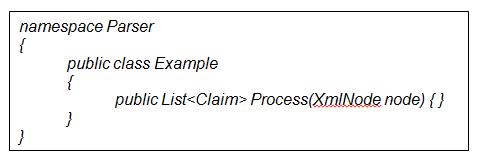 namespace Parser
{
public class Example
{
public List<Claim> Process(XmlNode node) { }
}
}